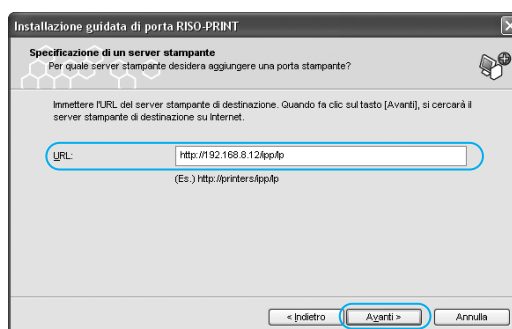 Installazione guidata di porta RISO-PRINT
Specificazione di un server stampante
Per quale server stampante desidera aggiungere una porta stampante?
Immettere l'URL del server stampante di destinazione. Quando fa clic sul tasto [Avanti], si cercarà il
server stampante di destinazione su Internet.
URL: http://192.168.8.12/ipp/lp
(Es.) http://printers/ipp/lp
< Indietro Avanti > Annulla